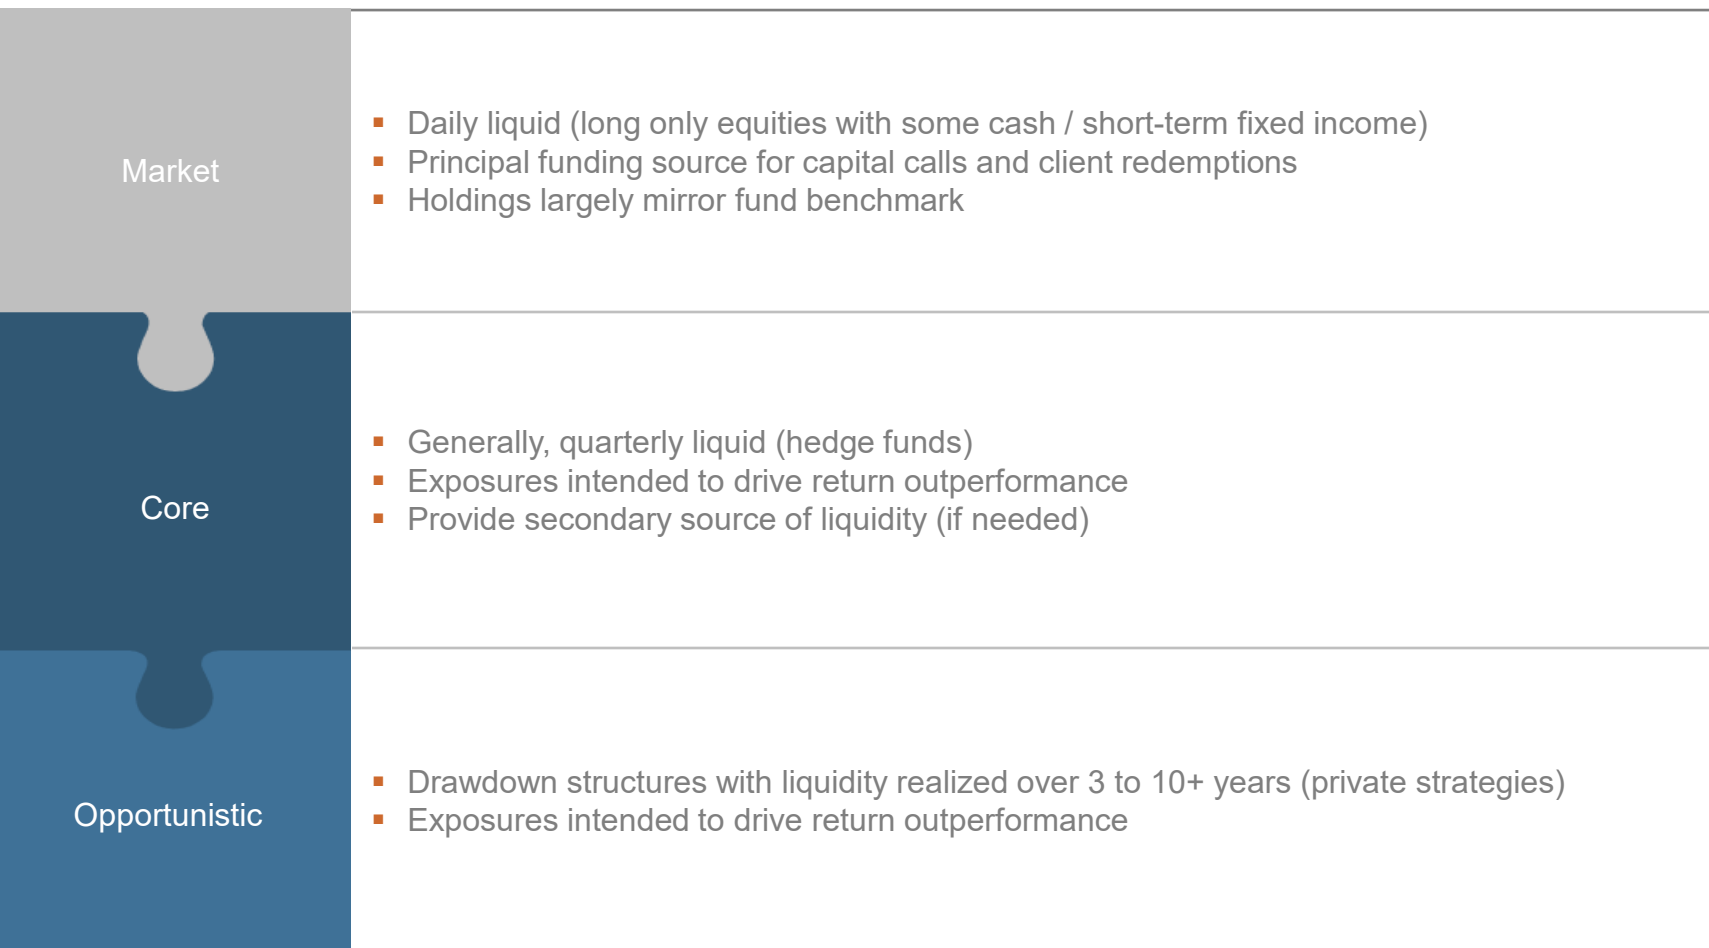 Market
▪ Daily liquid (long only equities with some cash / short-term fixed income)
▪ Principal funding source for capital calls and client redemptions
▪ Holdings largely mirror fund benchmark
Core
▪ Generally, quarterly liquid (hedge funds)
▪ Exposures intended to drive return outperformance
▪ Provide secondary source of liquidity (if needed)
Opportunistic
▪ Drawdown structures with liquidity realized over 3 to 10+ years (private strategies)
▪ Exposures intended to drive return outperformance